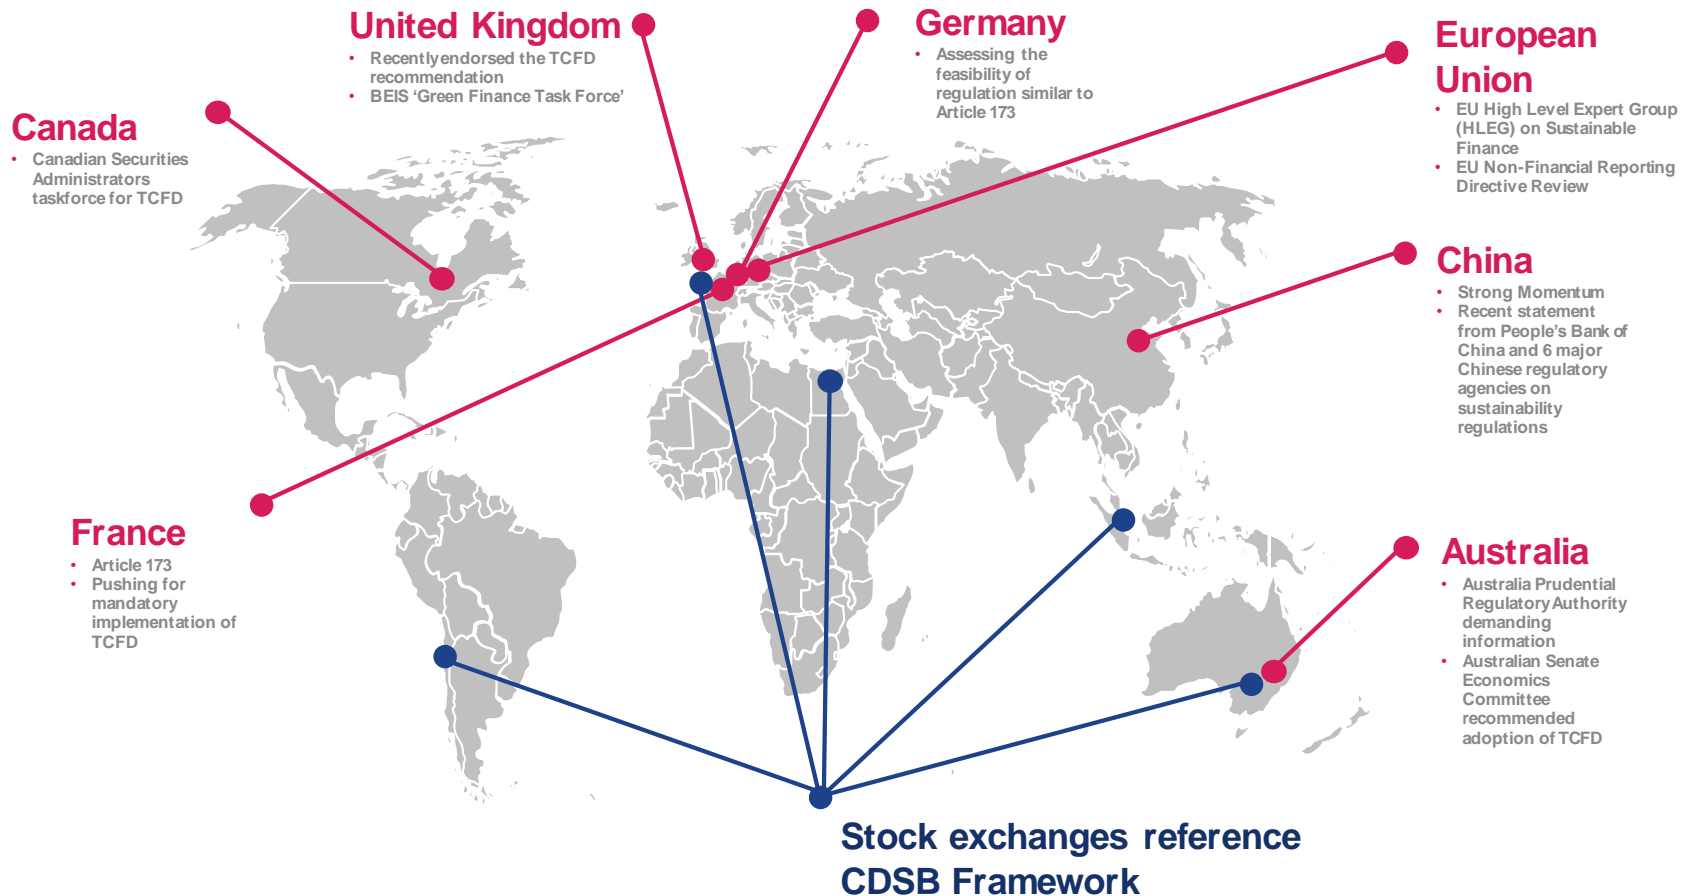 United Kingdom
• Recentlyendorsed the TCFD
recommendation
• BEIS ‘Green Finance Task Force’
Germany
• Assessing the
feasibility of
regulation similar to
Article 173
European
Union
• EU High Level Expert Group
(HLEG) on Sustainable
Finance
• EU Non-Financial Reporting
Directive Review
Canada
• Canadian Securities
Administrators
taskforce for TCFD
China
• Strong Momentum
• Recent statement
from People’s Bank of
China and 6 major
Chinese regulatory
agencies on
sustainability
regulations
France
• Article 173
• Pushing for
mandatory
implementation of
TCFD
Australia
• Australia Prudential
Regulatory Authority
demanding
information
• Australian Senate
Economics
Committee
recommended
adoption of TCFD
Stock exchanges reference
CDSB Framework